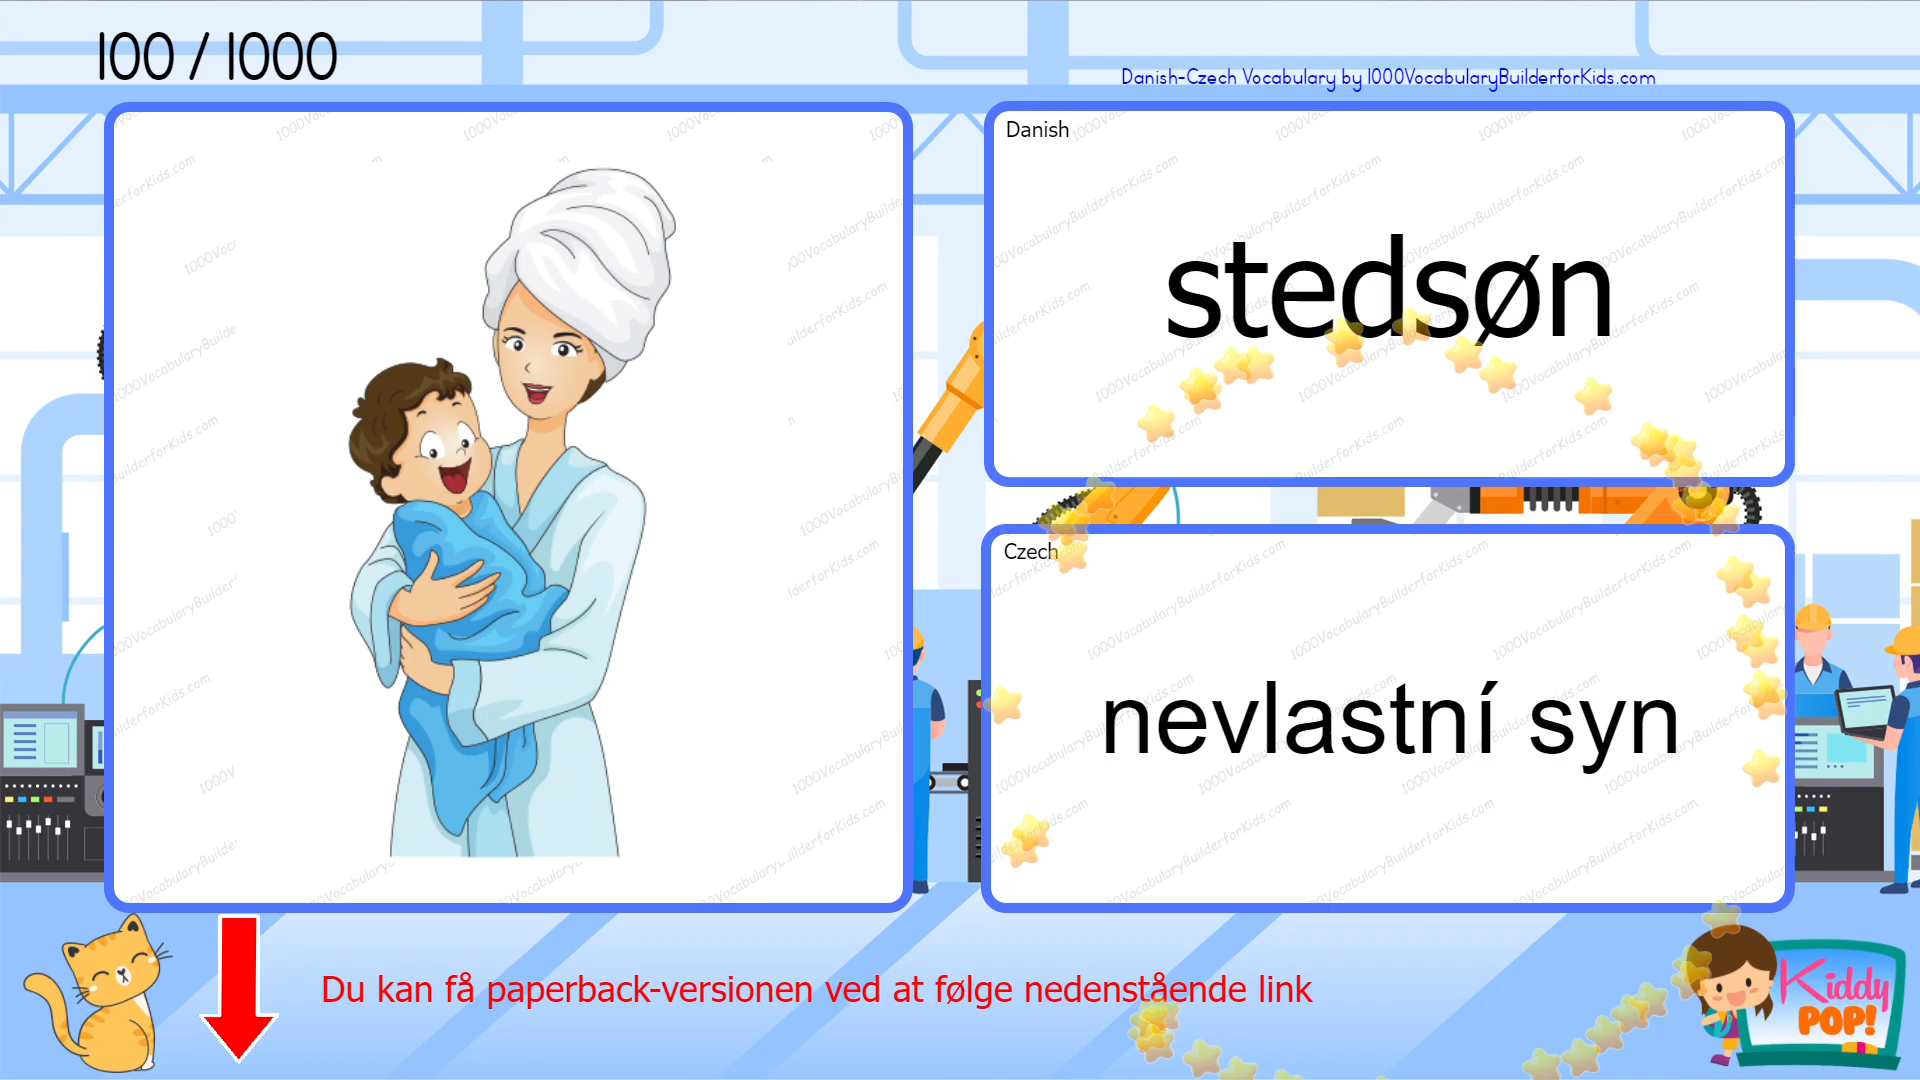 100 / 1000
Danish-Czech Vocabulary by 1000VocabularyBuilderforKids.com
Danish
stedsøn
Czech
nevlastní syn
Du kan få paperback-versionen ved at følge nedenstående link
Kiddy
POP!